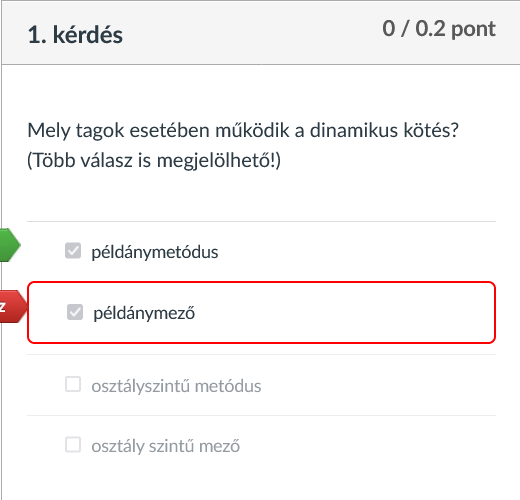 1. kérdés
0 / 0.2 pont
Mely tagok esetében működik a dinamikus kötés?
(Több válasz is megjelölhető!)
példánymetódus
z
példánymező
osztályszintű metódus
osztály szintű mező